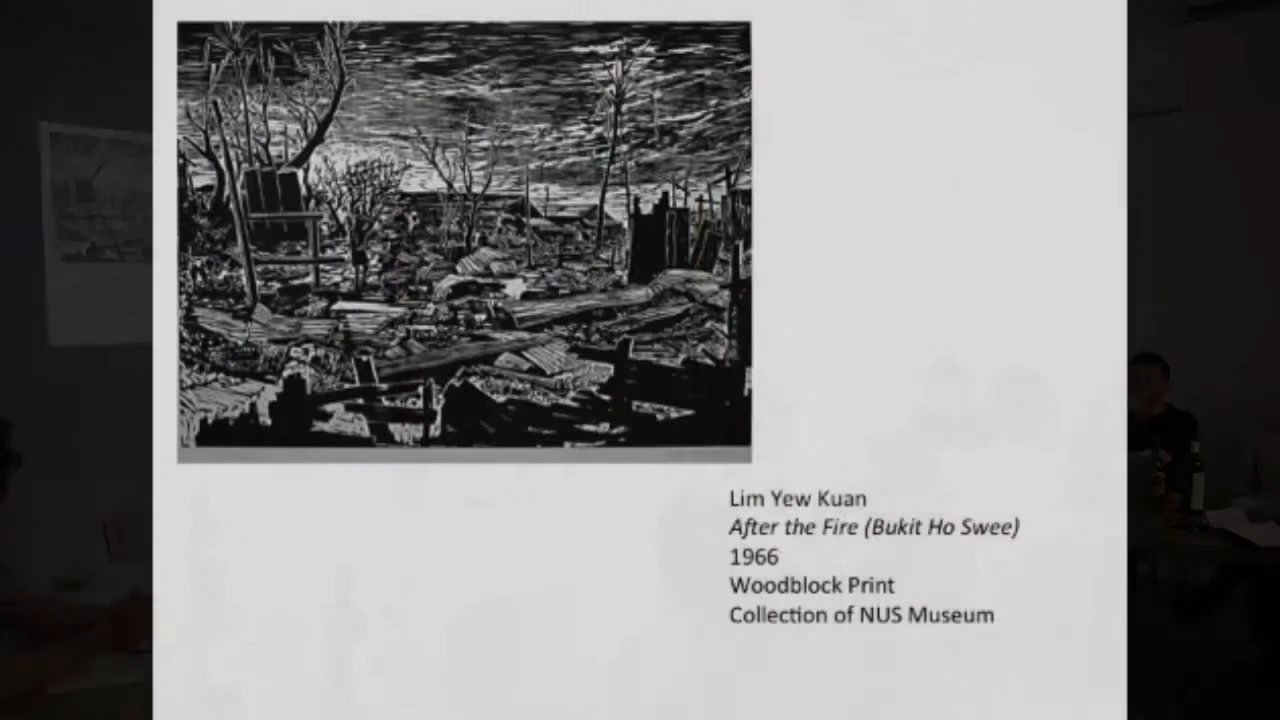 Lim Yew Kuan
After the Fire (Bukit Ho Swee)
1966
Woodblock Print
Collection of NUS Museum